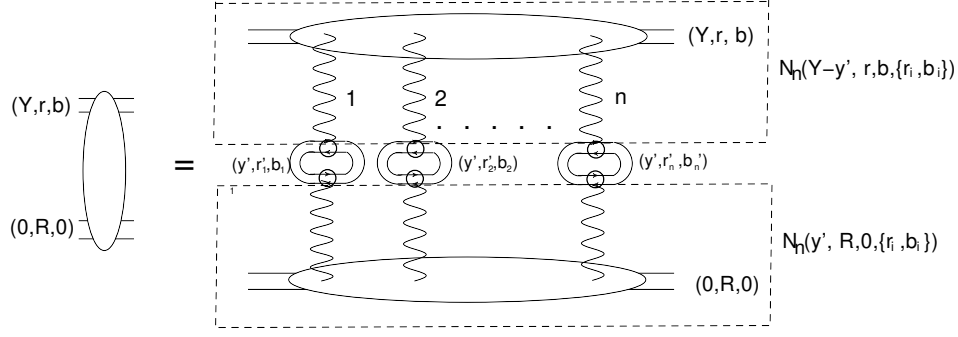 (Y,r, b)
N_n(Y−y', r,b,{r_i,b_i})
(Y,r,b)
1
2
n
. . . . .
=
(y',r'_1,b_1)
(y',r'_2,b_2)
(y',r'_n,b_n')
1
(0,R,0)
N_n(y', R,0,{r_i,b_i})
(0,R,0)